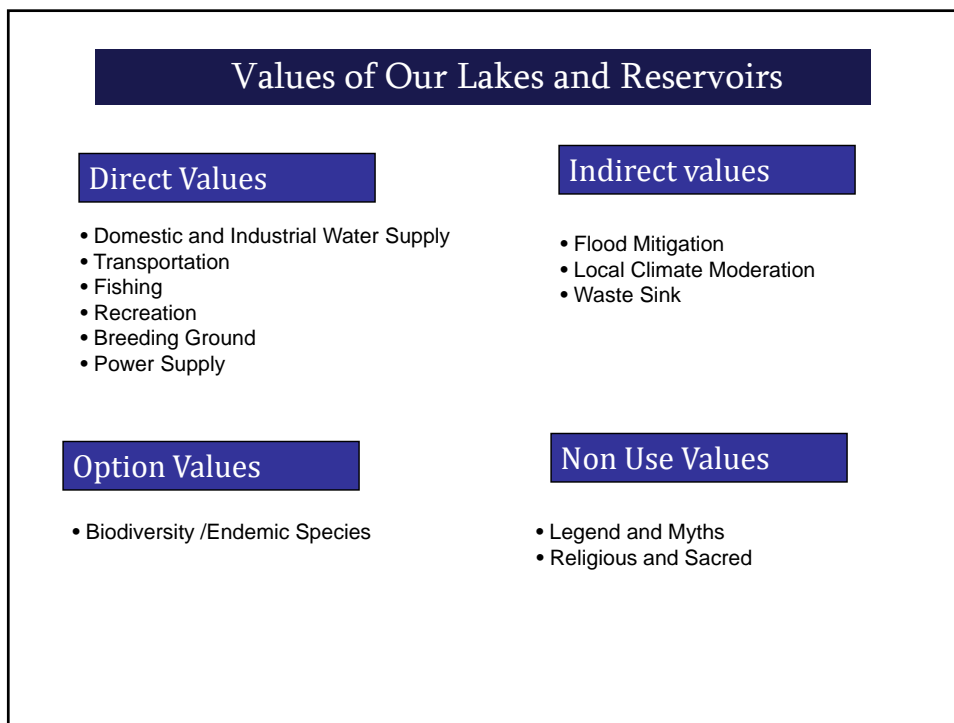 Values of Our Lakes and Reservoirs
Direct Values
• Domestic and Industrial Water Supply
• Transportation
• Fishing
• Recreation
• Breeding Ground
• Power Supply
Indirect values
• Flood Mitigation
• Local Climate Moderation
• Waste Sink
Option Values
• Biodiversity /Endemic Species
Non Use Values
• Legend and Myths
• Religious and Sacred